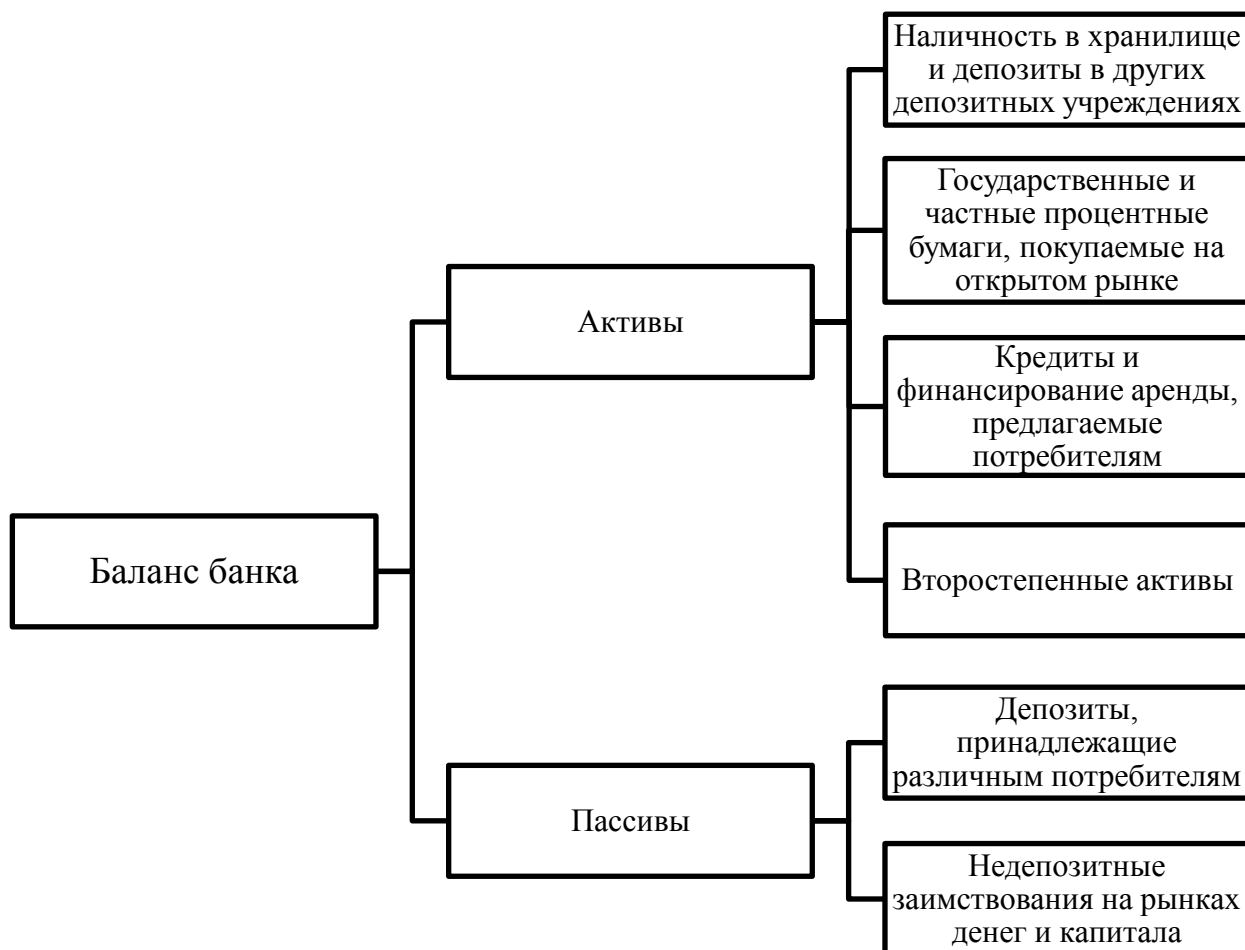 Наличность в хранилище
и депозиты в других
депозитных учреждениях
Государственные и
частные процентные
бумаги, покупаемые на
открытом рынке
Активы
Кредиты и
финансирование аренды,
предлагаемые
потребителям
Баланс банка
Второстепенные активы
Депозиты,
принадлежащие
различным потребителям
Пассивы
Недепозитные
заимствования на рынках
денег и капитала